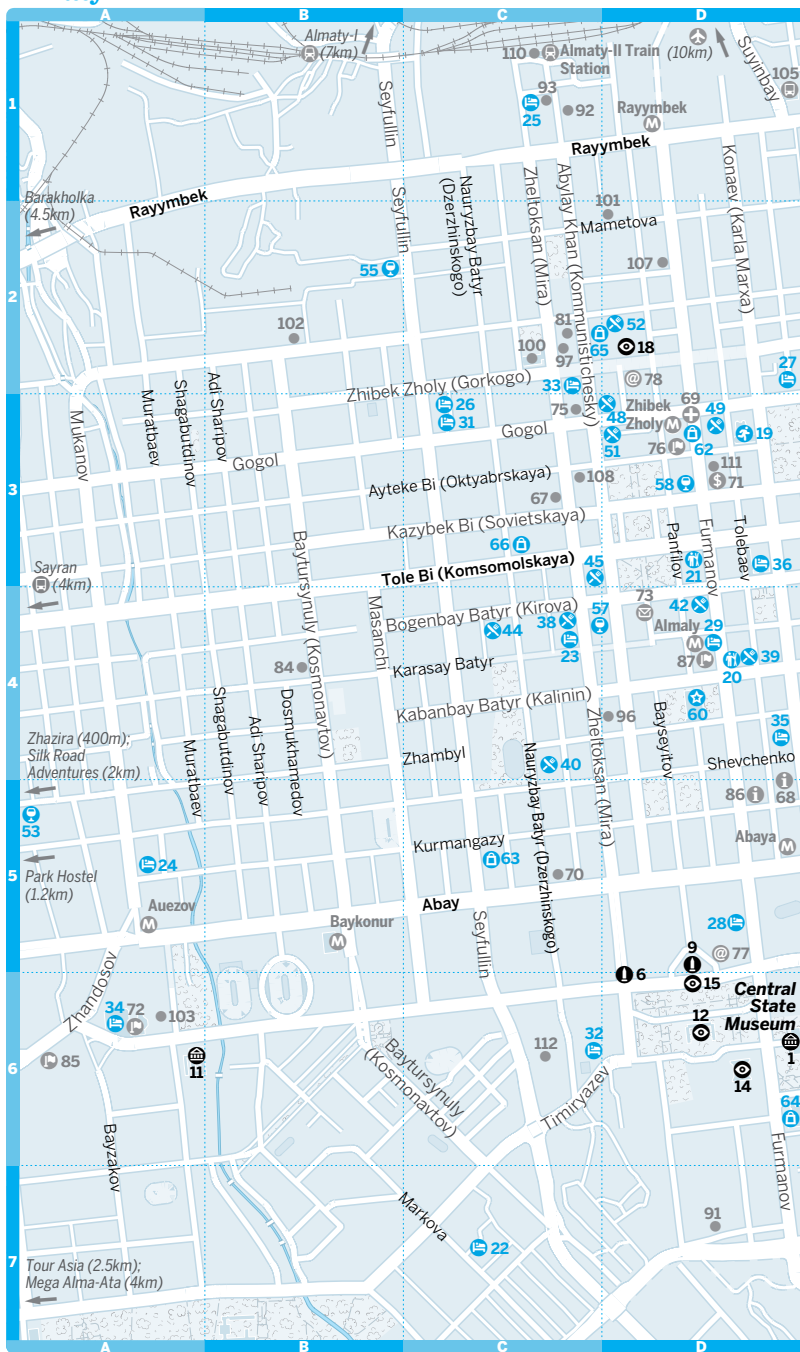 A
B
C
D
Almaty-I
(7km)
110
Almaty-II Train
Station
(10km)
Suyinbay
105
1
93
92
25
Rayymbek
Seyfullin
Rayymbek
Barakholka
(4.5km)
Rayymbek
Seyfullin
Nauryzbay Batyr
(Dzerzhinskogo)
Zheltoksan (Mira)
Abylay Khan (Kommunistichesky)
101
Mametova
Konaev (Karla Marxa)
107
55
2
102
81
52
100
97
65
18
27
Zhibek Zholy (Gorkogo)
33
78
Mukanov
Muratbaev
Shagabutdinov
Adi Sharipov
26
31
75
48
51
Zhibek
Zholy
69
49
76
62
19
Gogol
Gogol
3
Ayteke Bi (Oktyabrskaya)
108
67
58
111
71
Kazybek Bi (Sovietskaya)
66
Tole Bi (Komsomolskaya)
45
Panfilov
Furmanov
Tolebaev
21
36
Sayran
(4km)
Baytursynuly (Kosmonavtov)
Masanchi
Bogenbay Batyr (Kirova)
44
38
23
57
73
42
29
Almaly
87
20
39
84
Karasay Batyr
4
Kabanbay Batyr (Kalinin)
96
60
35
Shagabutdinov
Adi Sharipov
Dosmukhamedov
Muratbaev
Zhambyl
40
Nauryzbay Batyr (Dzerzhinskogo)
Zheltoksan (Mira)
Bayseyitov
Shevchenko
Zhazira (400m);
Silk Road
Adventures (2km)
86
68
53
Kurmangazy
63
Abaya
24
70
5
Park Hostel
(1.2km)
Auezov
Abay
Baykonur
Seyfullin
28
9
77
6
15
Central
State
Museum
1
Zhandosov
34
72
103
12
32
112
85
11
14
6
Baytursynuly
(Kosmonavtov)
Timiryazev
64
Bayzakov
Furmanov
Markova
91
22
7
Tour Asia (2.5km);
Mega Alma-Ata (4km)
A
B
C
D